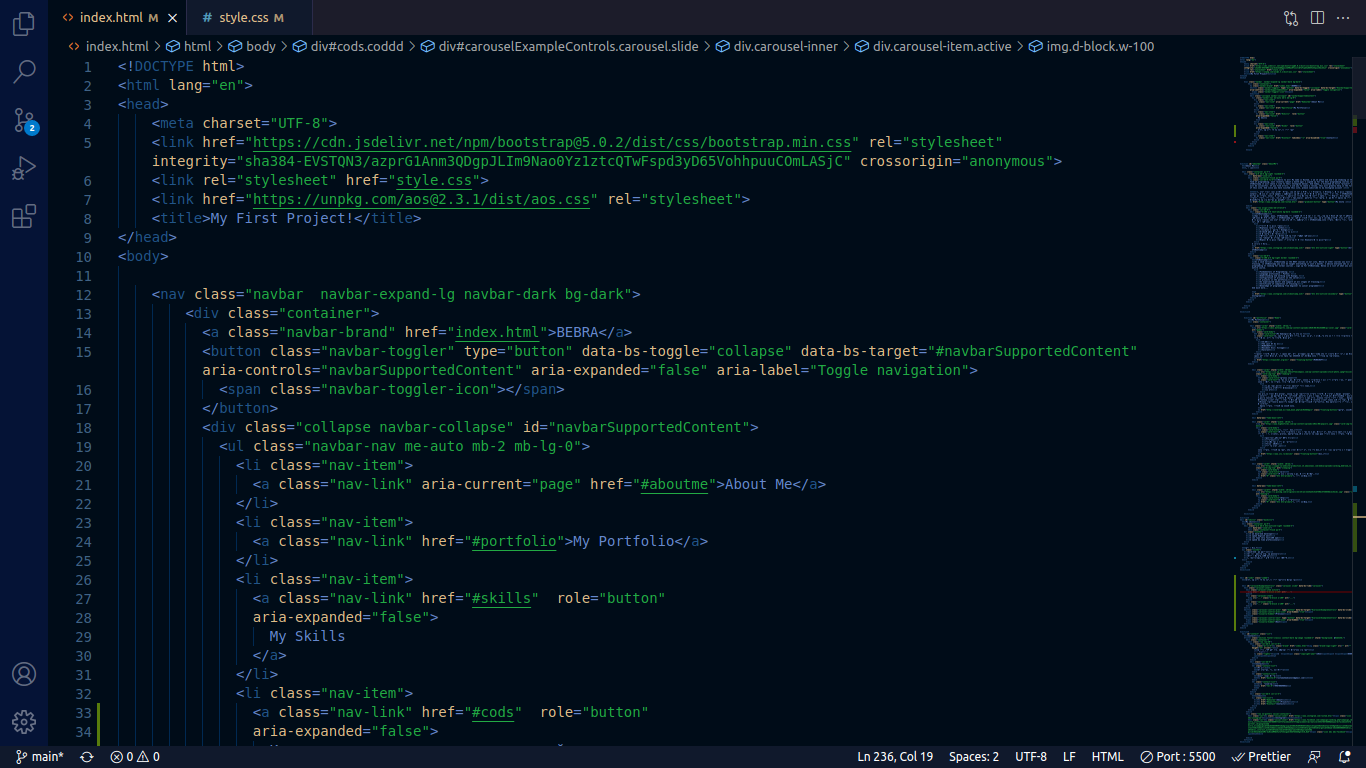 index.html M
# style.css M
index.html > html > body > div#cods.coddd > div#carouselExampleControls.carousel.slide > div.carousel-inner > div.carousel-item.active > img.d-block.w-100
1 <!DOCTYPE html>
2 <html lang="en">
3 <head>
4 <meta charset="UTF-8">
5 <link href="https://cdn.jsdelivr.net/npm/bootstrap@5.0.2/dist/css/bootstrap.min.css" rel="stylesheet"
integrity="sha384-EVSTQN3/azprG1Anm3QDgpJLIm9Nao0Yz1ztcQTwFspd3yD65VohhpuuCOmLASjC" crossorigin="anonymous">
6 <link rel="stylesheet" href="style.css">
7 <link href="https://unpkg.com/aos@2.3.1/dist/aos.css" rel="stylesheet">
8 <title>My First Project!</title>
9 </head>
10 <body>
11
12 <nav class="navbar  navbar-expand-lg navbar-dark bg-dark">
13 <div class="container">
14 <a class="navbar-brand" href="index.html">BEBRA</a>
15 <button class="navbar-toggler" type="button" data-bs-toggle="collapse" data-bs-target="#navbarSupportedContent"
aria-controls="navbarSupportedContent" aria-expanded="false" aria-label="Toggle navigation">
16 <span class="navbar-toggler-icon"></span>
17 </button>
18 <div class="collapse navbar-collapse" id="navbarSupportedContent">
19 <ul class="navbar-nav me-auto mb-2 mb-lg-0">
20 <li class="nav-item">
21 <a class="nav-link" aria-current="page" href="#aboutme">About Me</a>
22 </li>
23 <li class="nav-item">
24 <a class="nav-link" href="#portfolio">My Portfolio</a>
25 </li>
26 <li class="nav-item">
27 <a class="nav-link" href="#skills"  role="button"
28 aria-expanded="false">
29 My Skills
30 </a>
31 </li>
32 <li class="nav-item">
33 <a class="nav-link" href="#cods"   role="button"
34 aria-expanded="false">
2
main* 0 0 Ln 236, Col 19 Spaces: 2 UTF-8 LF HTML Port : 5500 Prettier